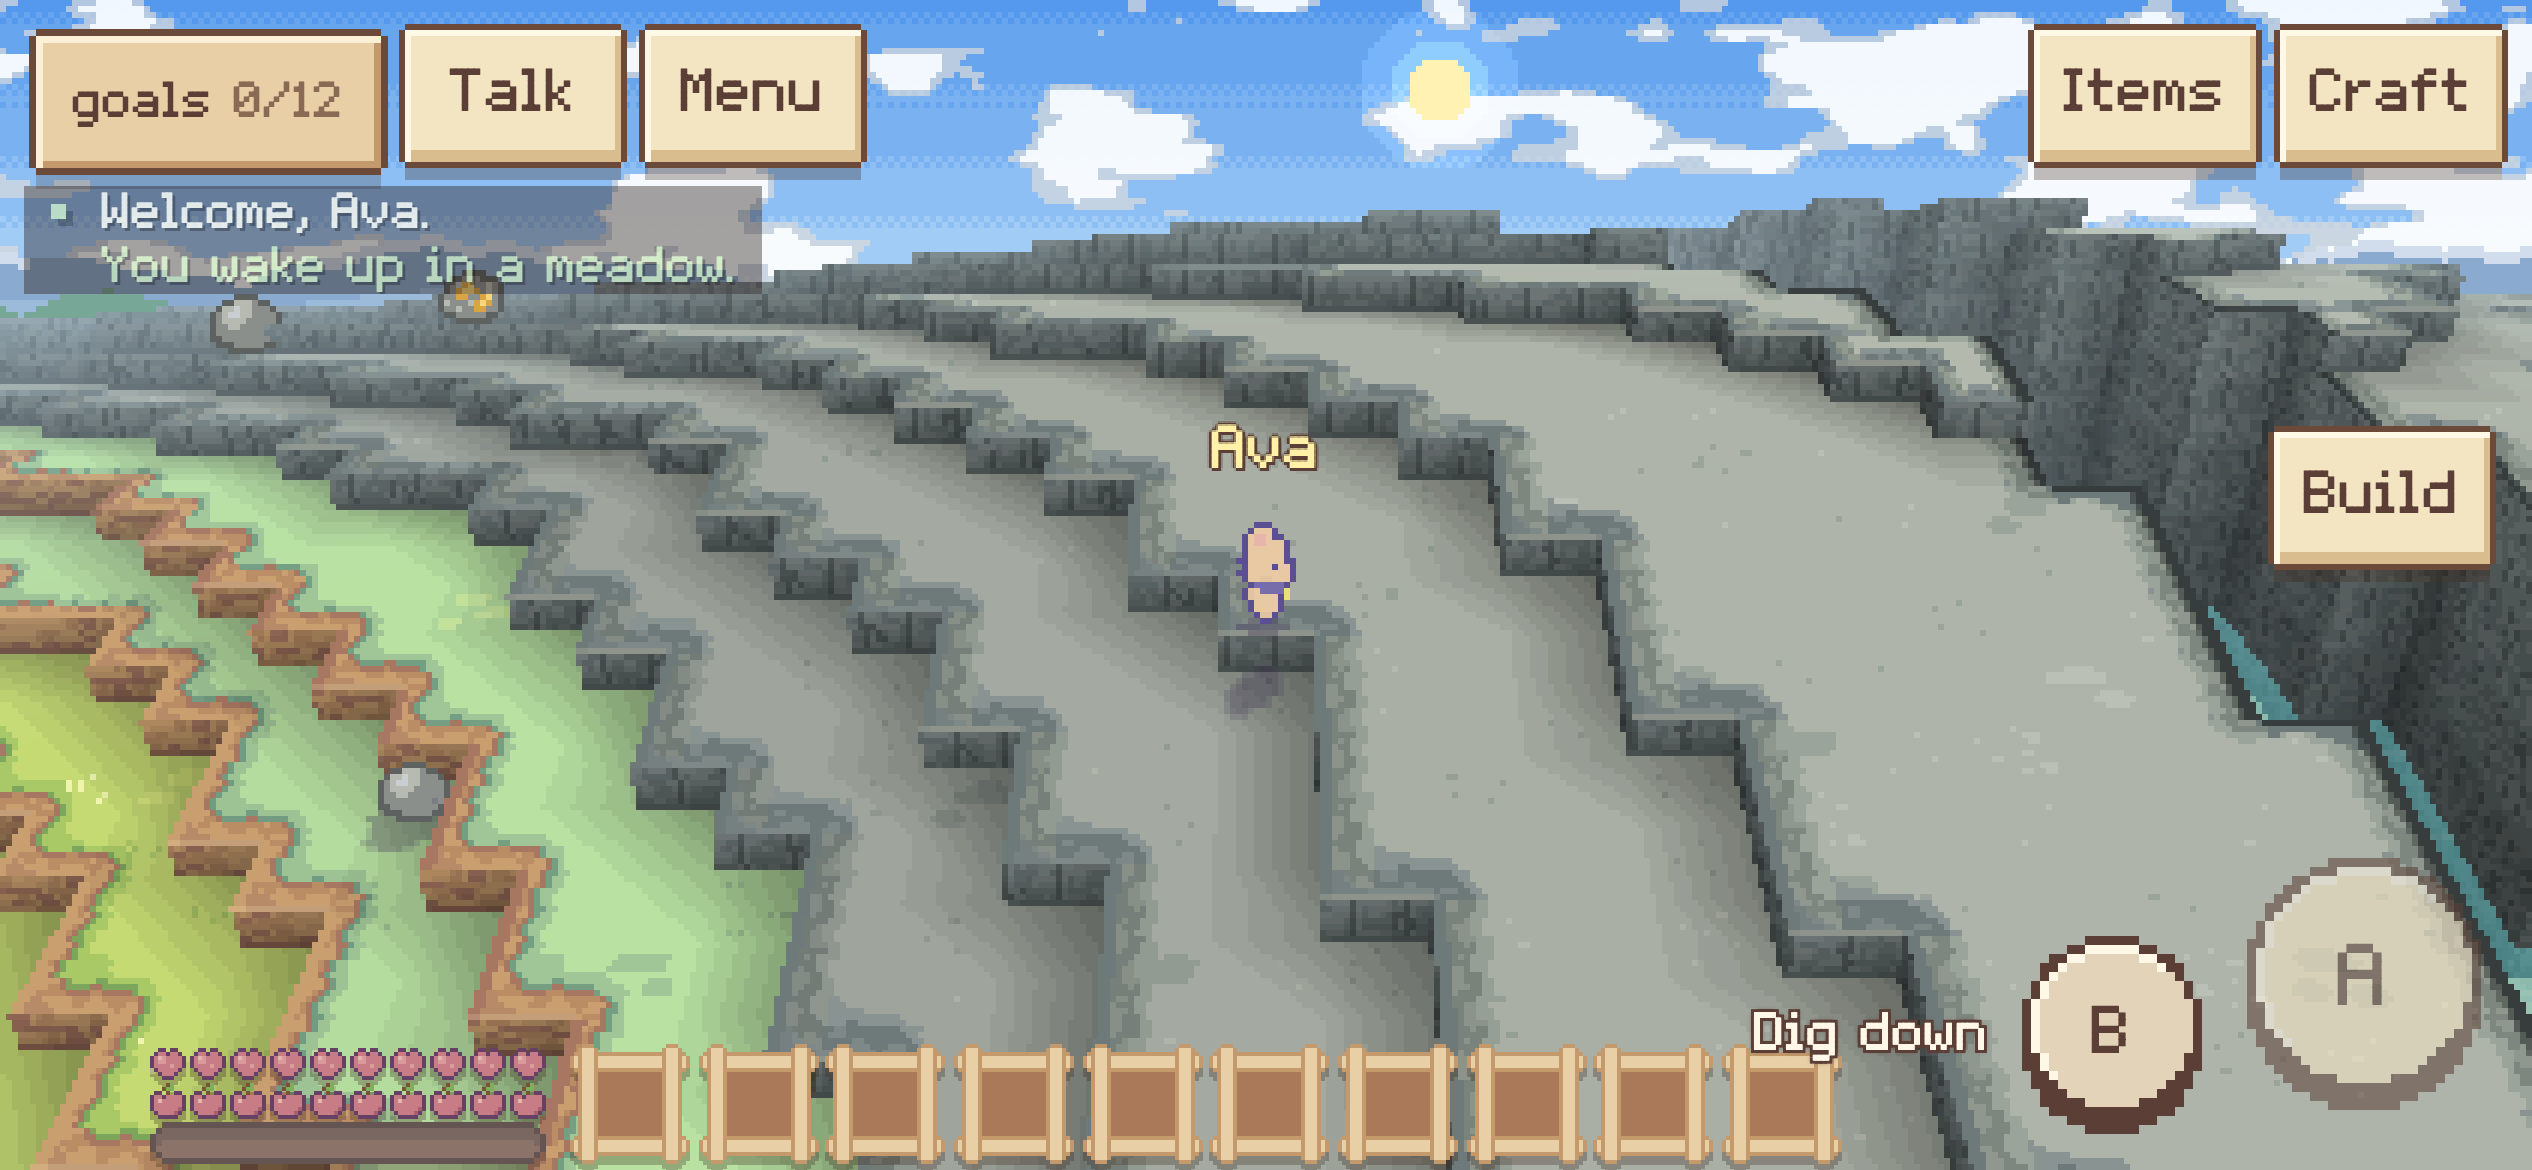 goals 0/12
Talk
Menu
Items
Craft
Welcome, Ava.
You wake up in a meadow.
Ava
Build
Dig down
B
A